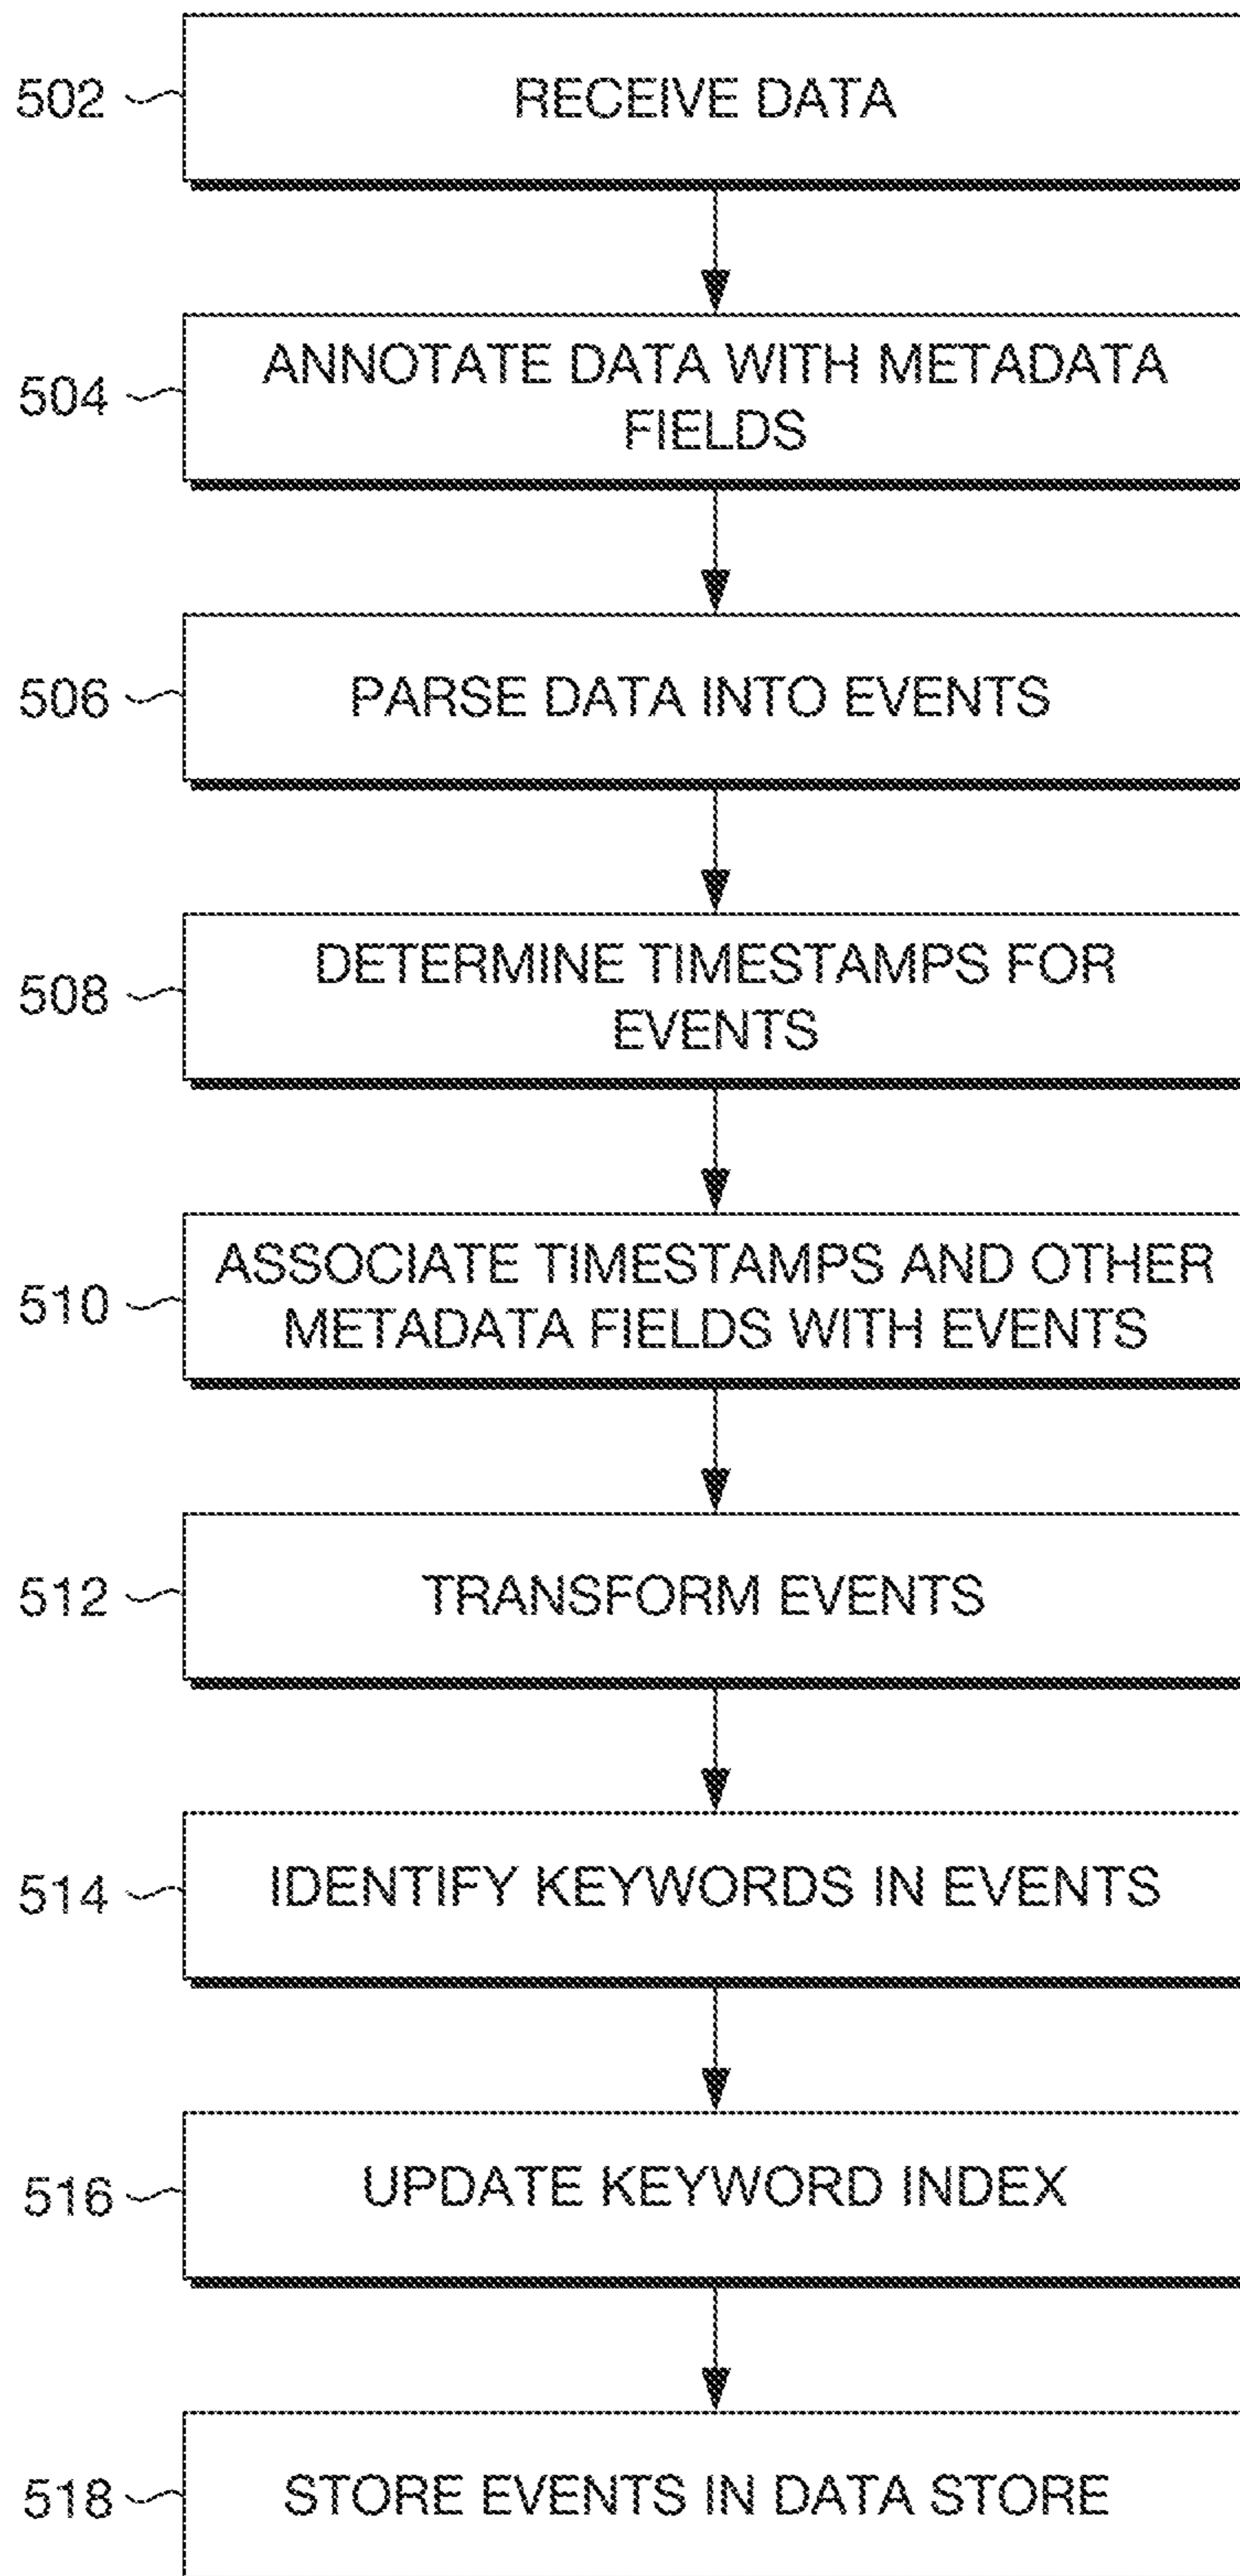 502
RECEIVE DATA
504
ANNOTATE DATA WITH METADATA
FIELDS
506
PARSE DATA INTO EVENTS
508
DETERMINE TIMESTAMPS FOR
EVENTS
510
ASSOCIATE TIMESTAMPS AND OTHER
METADATA FIELDS WITH EVENTS
512
TRANSFORM EVENTS
514
IDENTIFY KEYWORDS IN EVENTS
516
UPDATE KEYWORD INDEX
518
STORE EVENTS IN DATA STORE